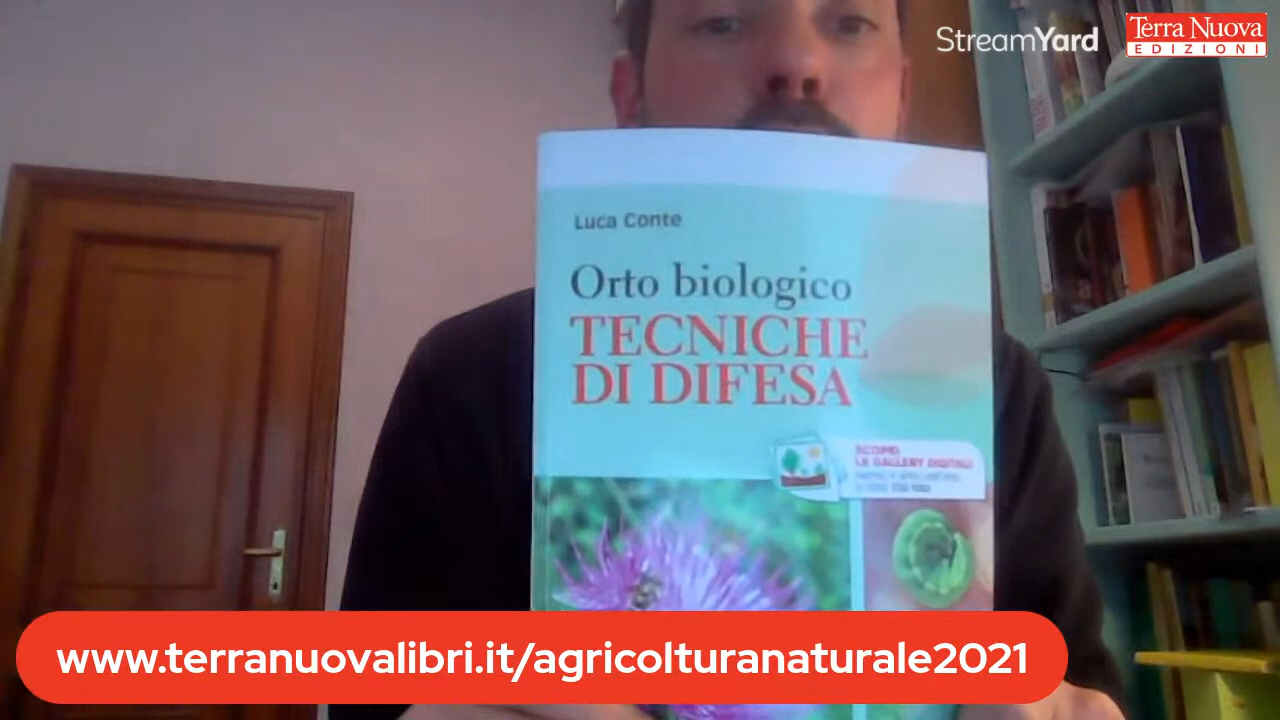 StreamYard
Terra Nuova
EDIZIONI
Luca Conte
Orto biologico
TECNICHE
DI DIFESA
SCOPRI
LE GALLERY DIGITALI
www.terranuovalibri.it/agricolturanaturale2021